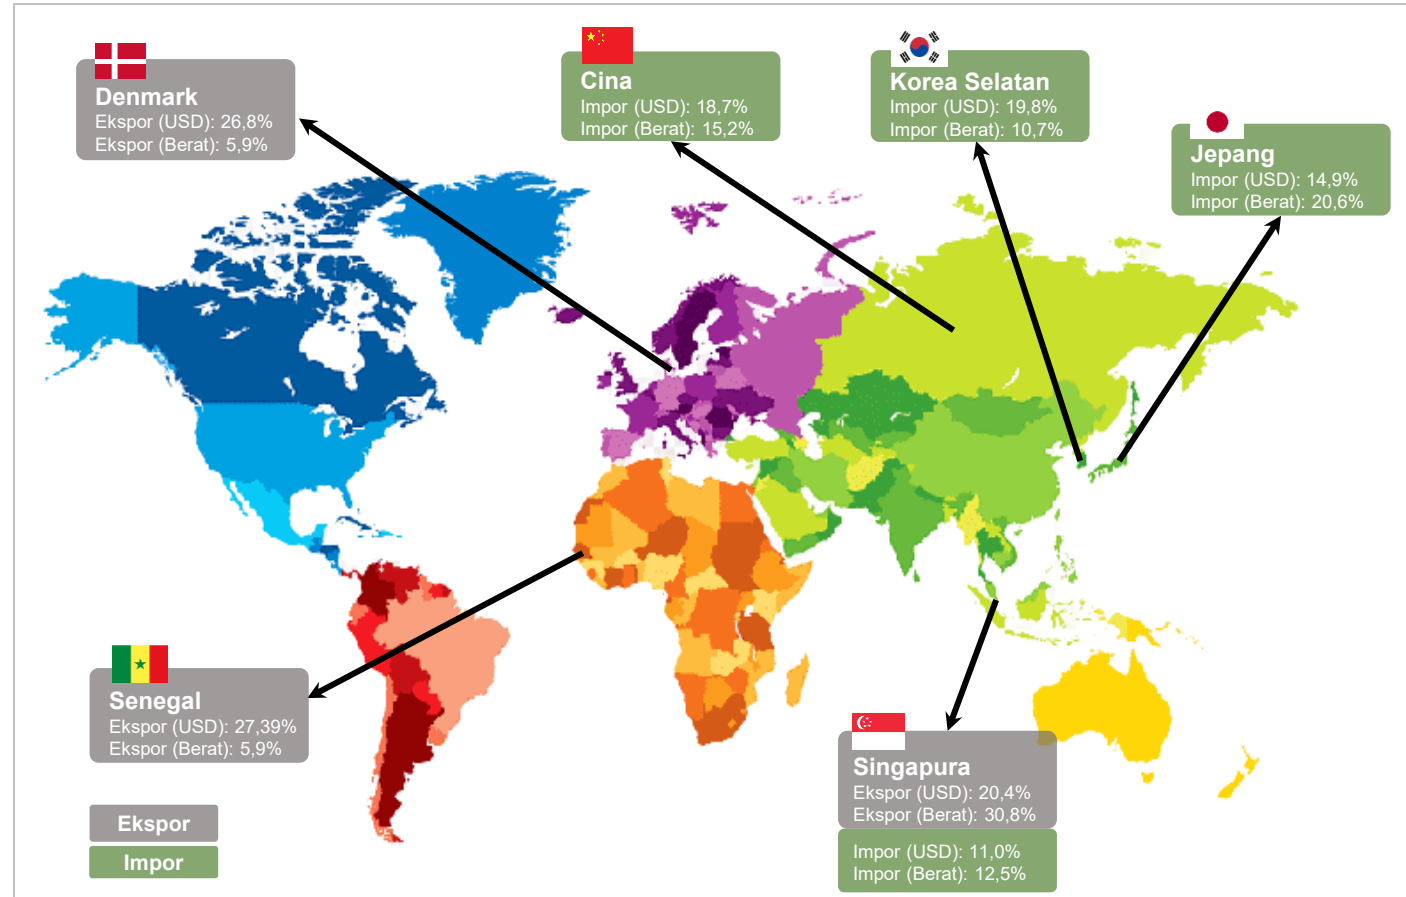 Denmark
Ekspor (USD): 26,8%
Ekspor (Berat): 5,9%
Cina
Impor (USD): 18,7%
Impor (Berat): 15,2%
Korea Selatan
Impor (USD): 19,8%
Impor (Berat): 10,7%
Jepang
Impor (USD): 14,9%
Impor (Berat): 20,6%
Senegal
Ekspor (USD): 27,39%
Ekspor (Berat): 5,9%
Singapura
Ekspor (USD): 20,4%
Ekspor (Berat): 30,8%
Impor (USD): 11,0%
Impor (Berat): 12,5%
Ekspor
Impor